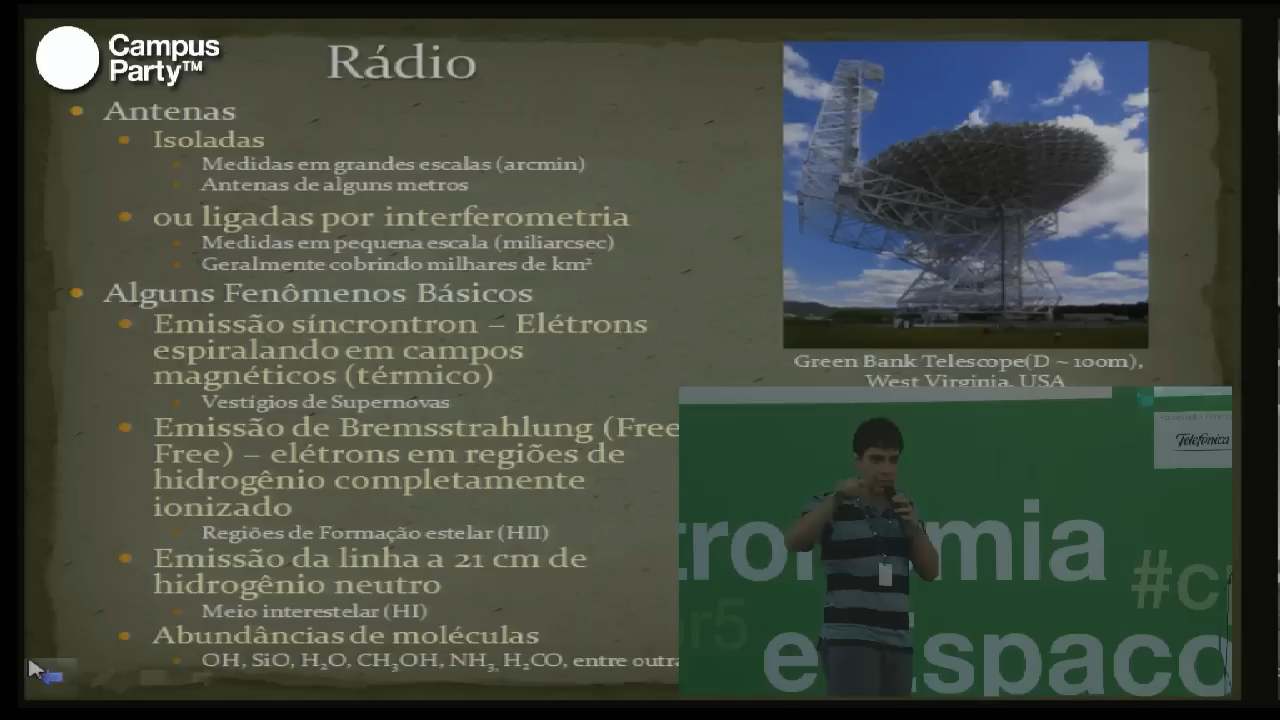 Campus
Party™
Rádio
Antenas
Isoladas
Medidas em grandes escalas (arcmin)
Antenas de alguns metros
ou ligadas por interferometria
Medidas em pequena escala (miliarcsec)
Geralmente cobrindo milhares de km²
Alguns Fenômenos Básicos
Emissão síncrontron – Elétrons
espiralando em campos
magnéticos (térmico)
Vestígios de Supernovas
Emissão de Bremsstrahlung (Free
Free) – elétrons em regiões de
hidrogênio completamente
ionizado
Regiões de Formação estelar (HII)
Emissão da linha a 21 cm de
hidrogênio neutro
Meio interestelar (HI)
Abundâncias de moléculas
OH, SiO, H₂O, CH₃OH, NH₃, H₂CO, entre outra
Green Bank Telescope(D ~ 100m),
West Virginia, USA
Telefónica
tronomia
#c
r5
e Espaço